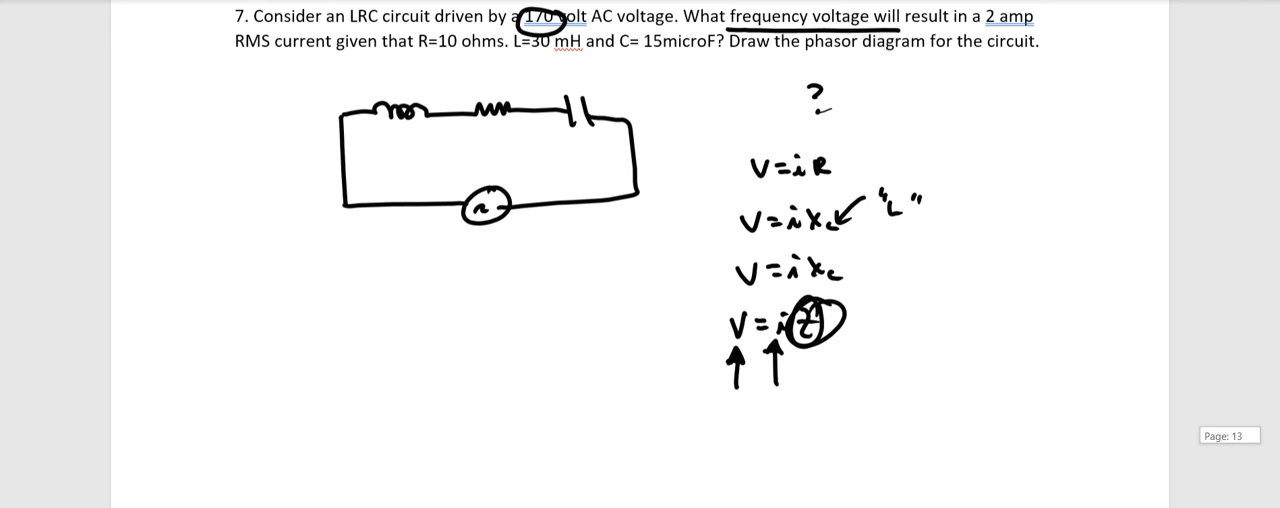 7. Consider an LRC circuit driven by a 170 volt AC voltage. What frequency voltage will result in a 2 amp
RMS current given that R=10 ohms. L=30 mH and C= 15microF? Draw the phasor diagram for the circuit.
?
V=iR
V=iXL "L"
V=iXc
V=iZ
~
Page: 13